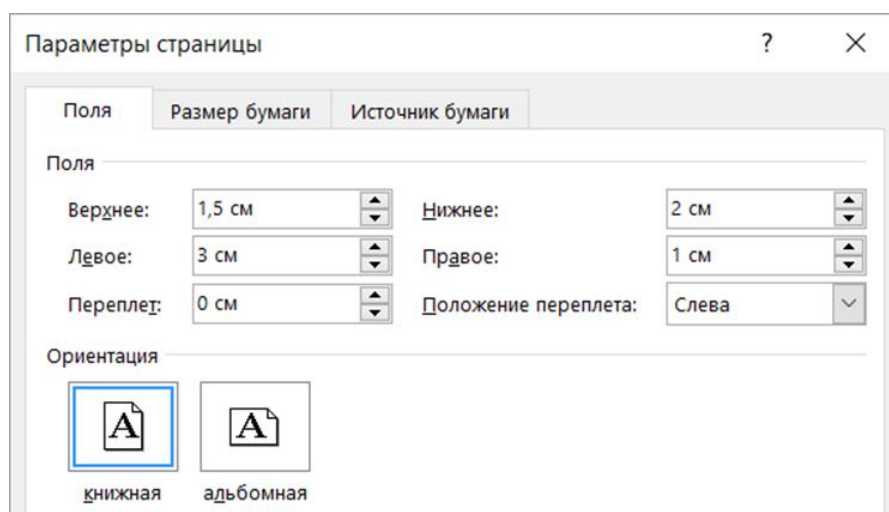 Параметры страницы ? ×
Поля Размер бумаги Источник бумаги
Поля
Верхнее: 1,5 см Нижнее: 2 см
Левое: 3 см Правое: 1 см
Переплет: 0 см Положение переплета: Слева
Ориентация
A A
книжная альбомная